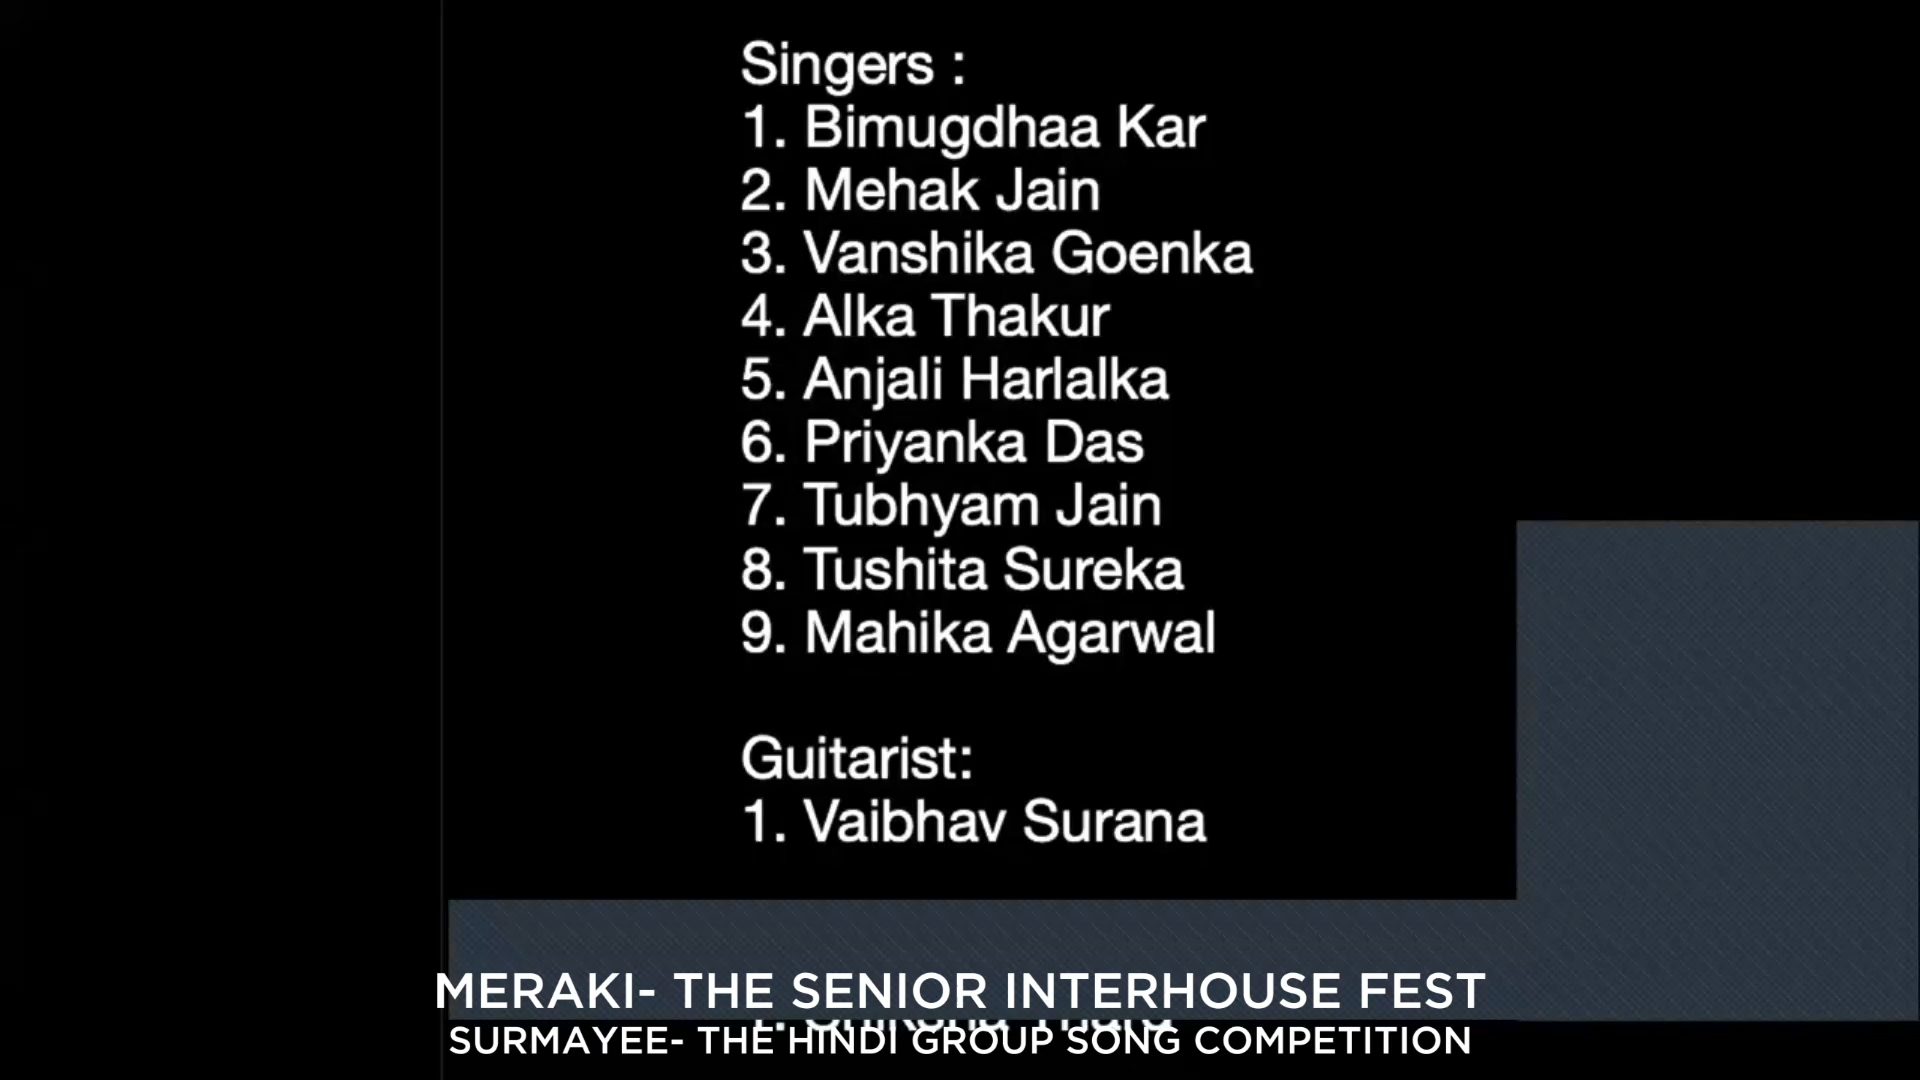 Singers :
1. Bimugdhaa Kar
2. Mehak Jain
3. Vanshika Goenka
4. Alka Thakur
5. Anjali Harlalka
6. Priyanka Das
7. Tubhyam Jain
8. Tushita Sureka
9. Mahika Agarwal
Guitarist:
1. Vaibhav Surana
MERAKI- THE SENIOR INTERHOUSE FEST
SURMAYEE- THE HINDI GROUP SONG COMPETITION